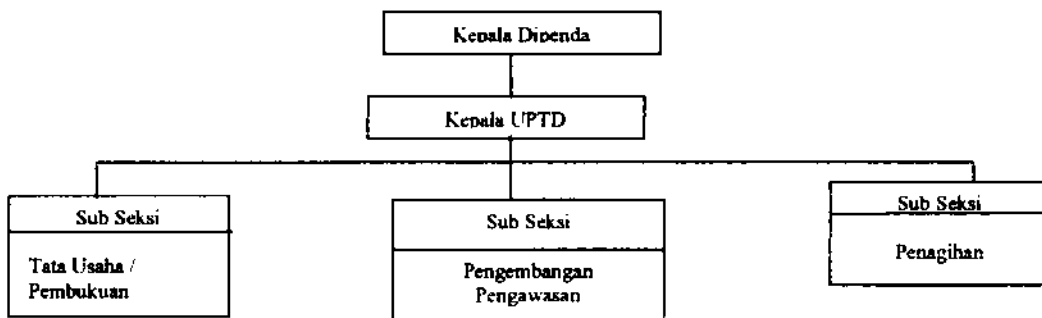 Kepala Dipenda
Kepala UPTD
Sub Seksi
Tata Usaha /
Pembukuan
Sub Seksi
Pengembangan
Pengawasan
Sub Seksi
Penagihan